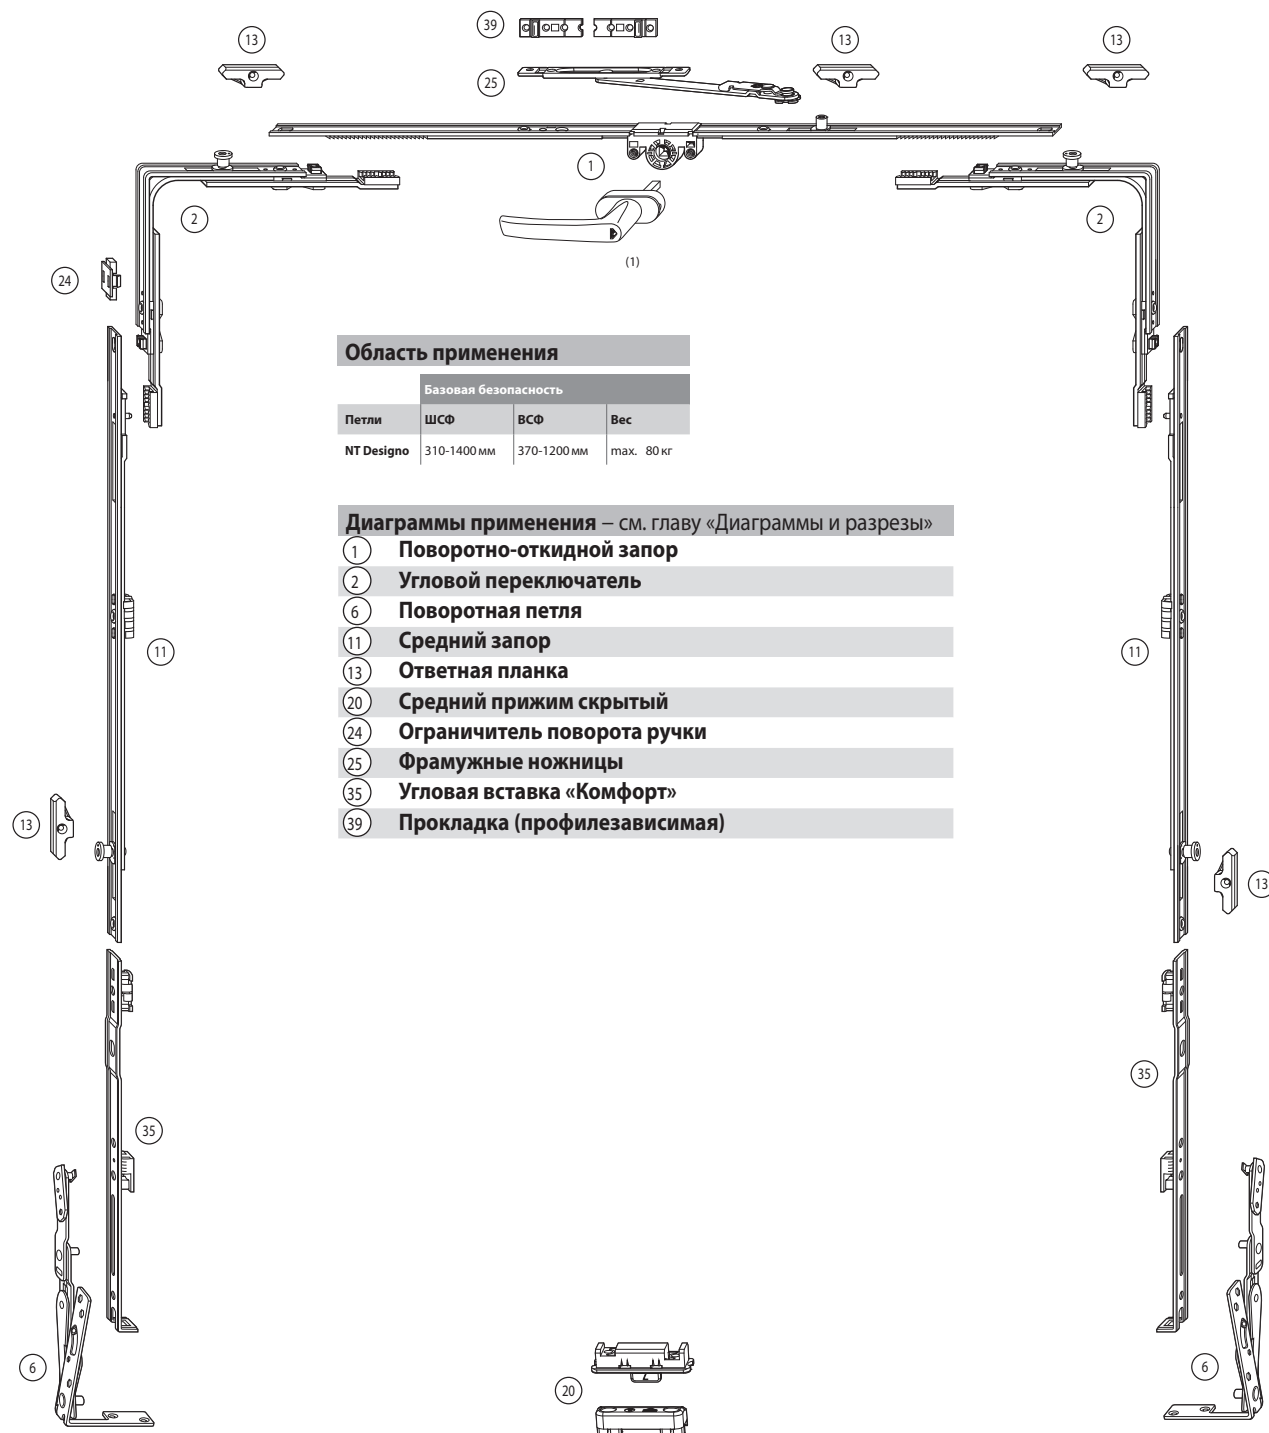 39
13
13
13
25
1
2
2
(1)
24
Область применения
Базовая безопасность
Петли ШСФ ВСФ Вес
NT Designo 310-1400 мм 370-1200 мм max. 80 кг
Диаграммы применения – см. главу «Диаграммы и разрезы»
1 Поворотно-откидной запор
2 Угловой переключатель
6 Поворотная петля
11 Средний запор
13 Ответная планка
20 Средний прижим скрытый
24 Ограничитель поворота ручки
25 Фрамужные ножницы
35 Угловая вставка «Комфорт»
39 Прокладка (профилезависимая)
11
11
13
13
35
35
6
6
20